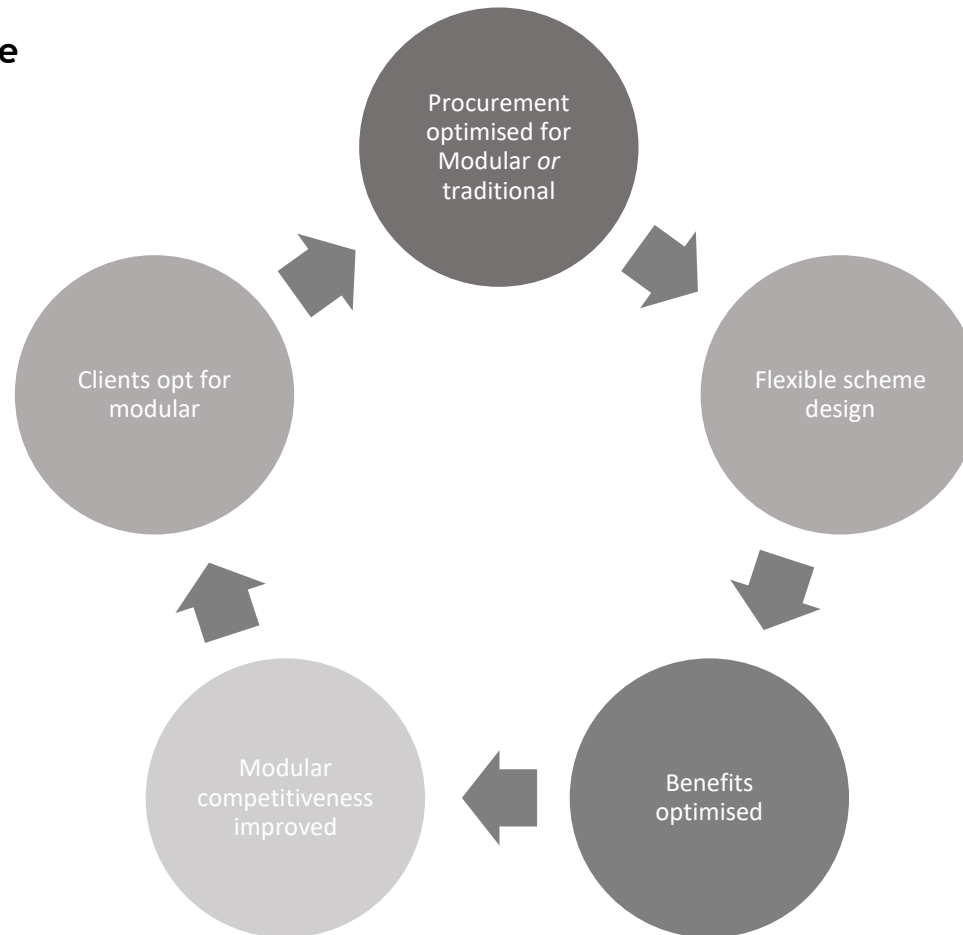 e
Procurement
optimised for
Modular or
traditional
Clients opt for
modular
Flexible scheme
design
Modular
competitiveness
improved
Benefits
optimised